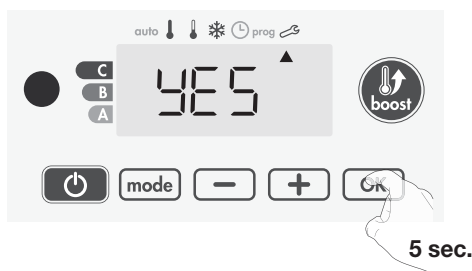 auto prog
C
B
A
YES
boost
mode − + OK
5 sec.